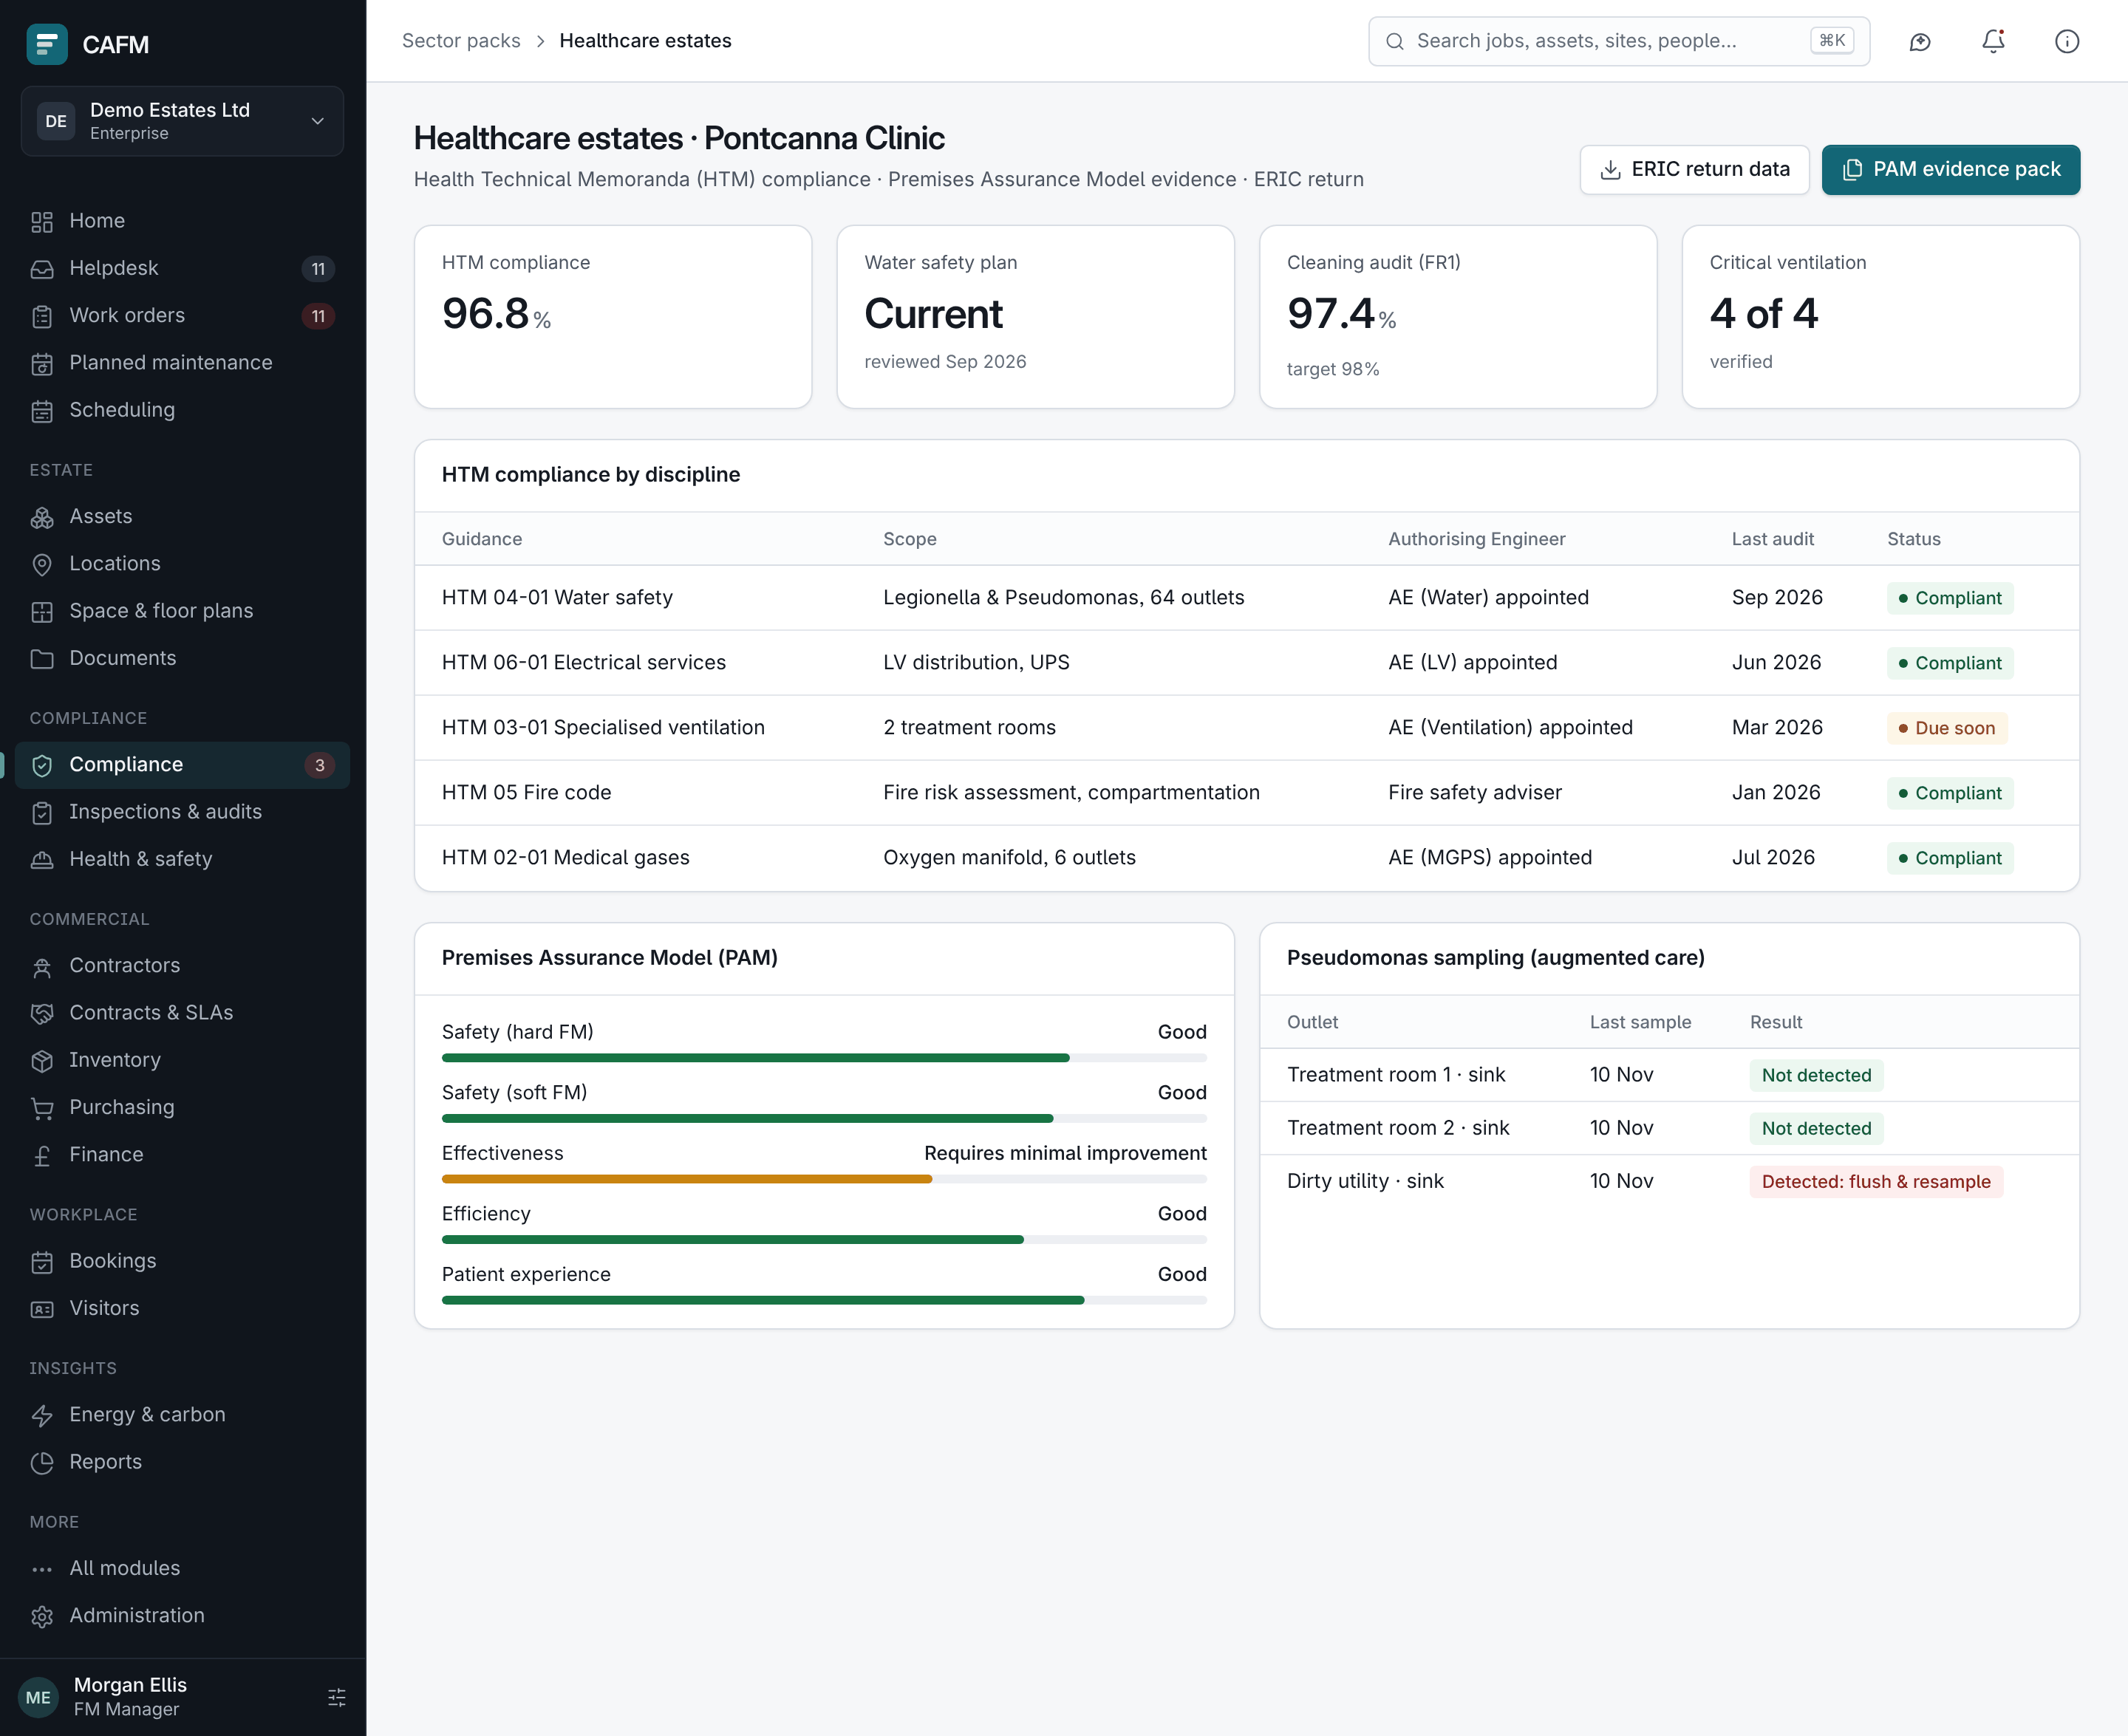 CAFM
DE
Demo Estates Ltd
Enterprise
Home
Helpdesk 11
Work orders 11
Planned maintenance
Scheduling
ESTATE
Assets
Locations
Space & floor plans
Documents
COMPLIANCE
Compliance 3
Inspections & audits
Health & safety
COMMERCIAL
Contractors
Contracts & SLAs
Inventory
Purchasing
Finance
WORKPLACE
Bookings
Visitors
INSIGHTS
Energy & carbon
Reports
MORE
All modules
Administration
ME
Morgan Ellis
FM Manager
Sector packs > Healthcare estates
Search jobs, assets, sites, people... ⌘K
Healthcare estates · Pontcanna Clinic
Health Technical Memoranda (HTM) compliance · Premises Assurance Model evidence · ERIC return
ERIC return data
PAM evidence pack
HTM compliance
96.8%
Water safety plan
Current
reviewed Sep 2026
Cleaning audit (FR1)
97.4%
target 98%
Critical ventilation
4 of 4
verified
HTM compliance by discipline
Guidance Scope Authorising Engineer Last audit Status
HTM 04-01 Water safety Legionella & Pseudomonas, 64 outlets AE (Water) appointed Sep 2026 Compliant
HTM 06-01 Electrical services LV distribution, UPS AE (LV) appointed Jun 2026 Compliant
HTM 03-01 Specialised ventilation 2 treatment rooms AE (Ventilation) appointed Mar 2026 Due soon
HTM 05 Fire code Fire risk assessment, compartmentation Fire safety adviser Jan 2026 Compliant
HTM 02-01 Medical gases Oxygen manifold, 6 outlets AE (MGPS) appointed Jul 2026 Compliant
Premises Assurance Model (PAM)
Safety (hard FM) Good
Safety (soft FM) Good
Effectiveness Requires minimal improvement
Efficiency Good
Patient experience Good
Pseudomonas sampling (augmented care)
Outlet Last sample Result
Treatment room 1 · sink 10 Nov Not detected
Treatment room 2 · sink 10 Nov Not detected
Dirty utility · sink 10 Nov Detected: flush & resample